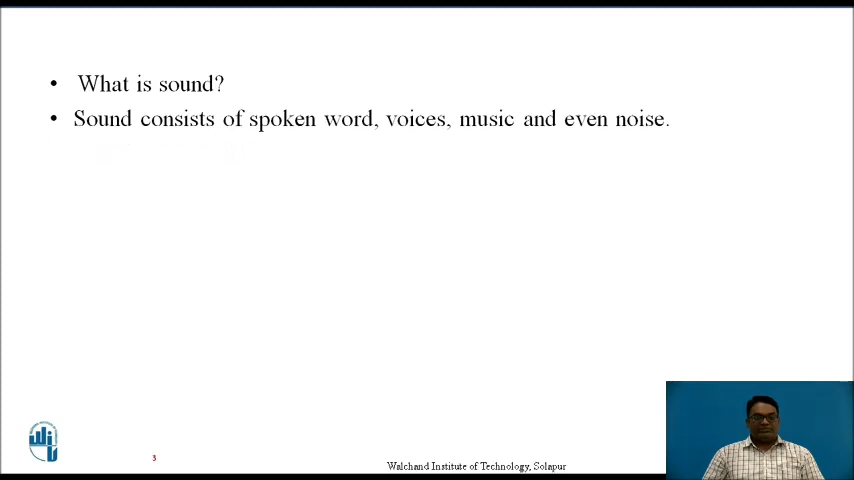 • What is sound?
• Sound consists of spoken word, voices, music and even noise.
3
Walchand Institute of Technology, Solapur